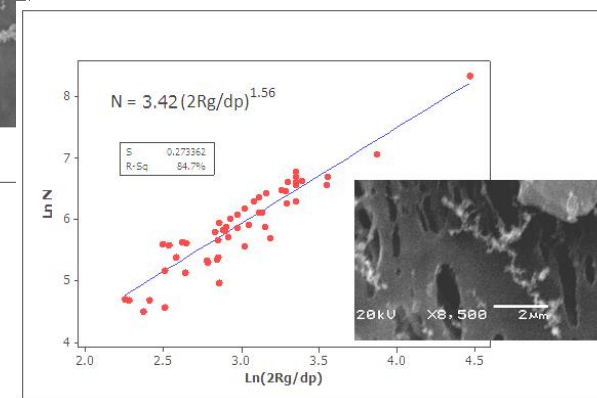 N = 3.42(2Rg/dp)^1.56
S 0.273362
R-Sq 84.7%
8
7
6
5
4
Ln N
2.0 2.5 3.0 3.5 4.0 4.5
Ln(2Rg/dp)
20kV X8,500 2µm